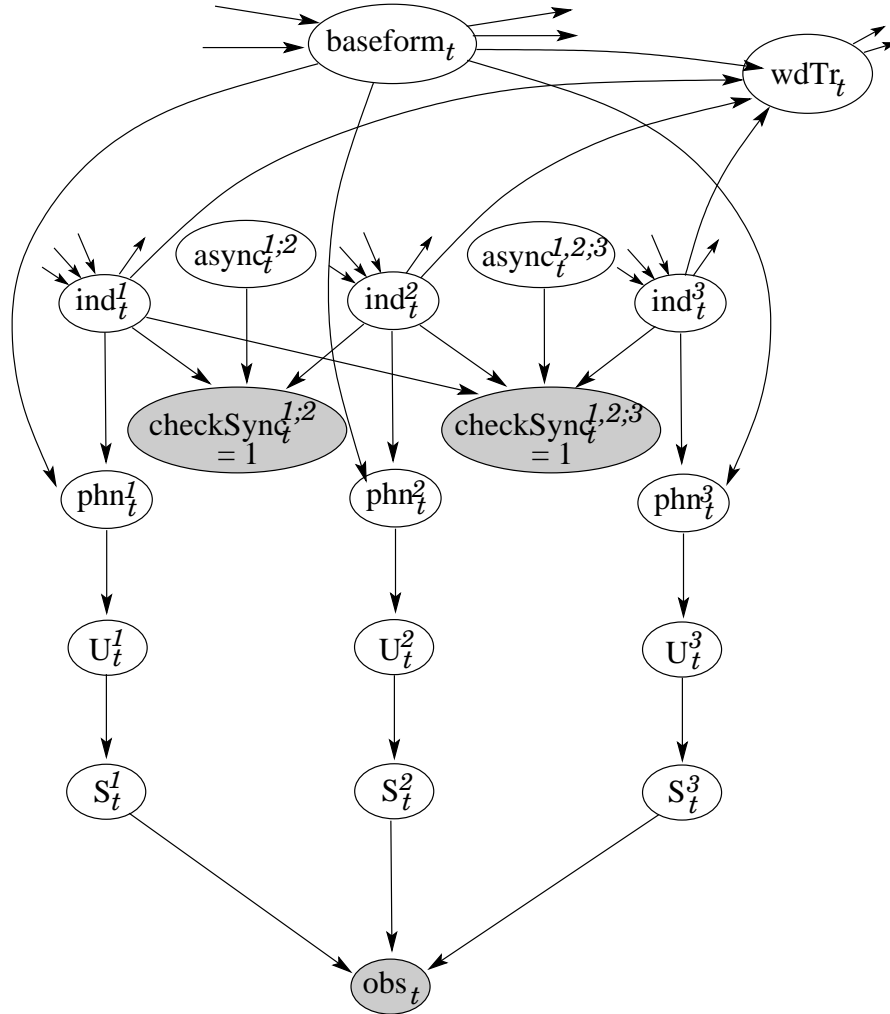 baseform_t
wdTr_t
async_t^{1;2}
async_t^{1,2;3}
ind_t^1
ind_t^2
ind_t^3
checkSync_t^{1;2}
= 1
checkSync_t^{1,2;3}
= 1
phn_t^1
phn_t^2
phn_t^3
U_t^1
U_t^2
U_t^3
S_t^1
S_t^2
S_t^3
obs_t